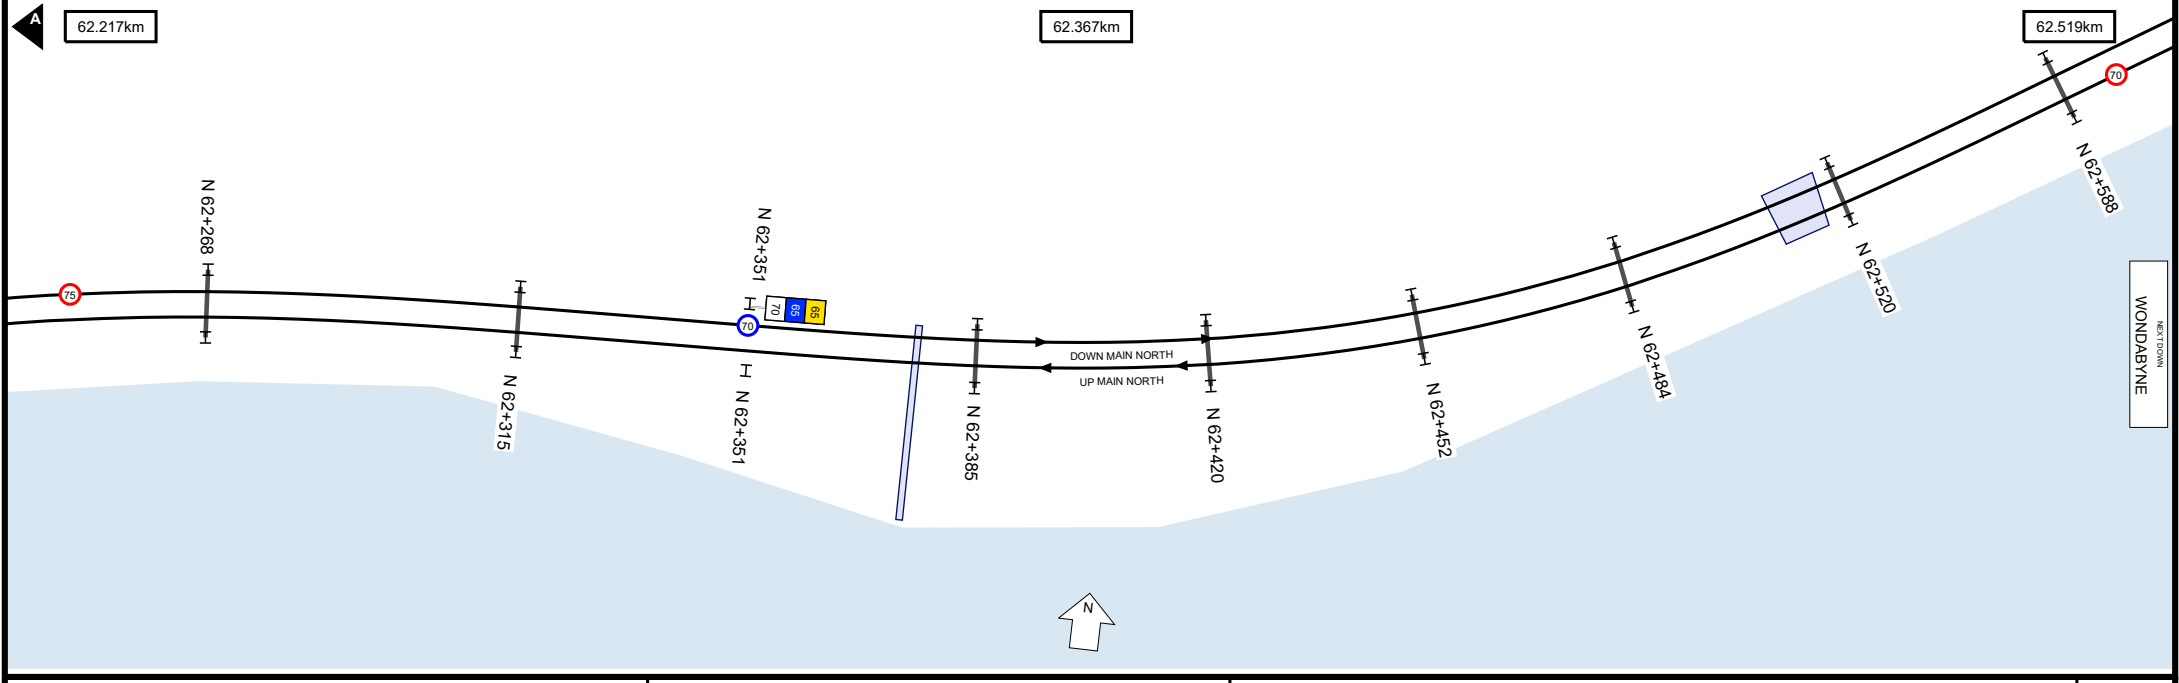 A
62.217km
62.367km
62.519km
70
N 62+588
N 62+268
N 62+351
N 62+520
75
70
65
65
70
DOWN MAIN NORTH
UP MAIN NORTH
N 62+315
N 62+351
N 62+385
N 62+420
N 62+452
N 62+484
NEXT DOWN
WONDABYNE
N